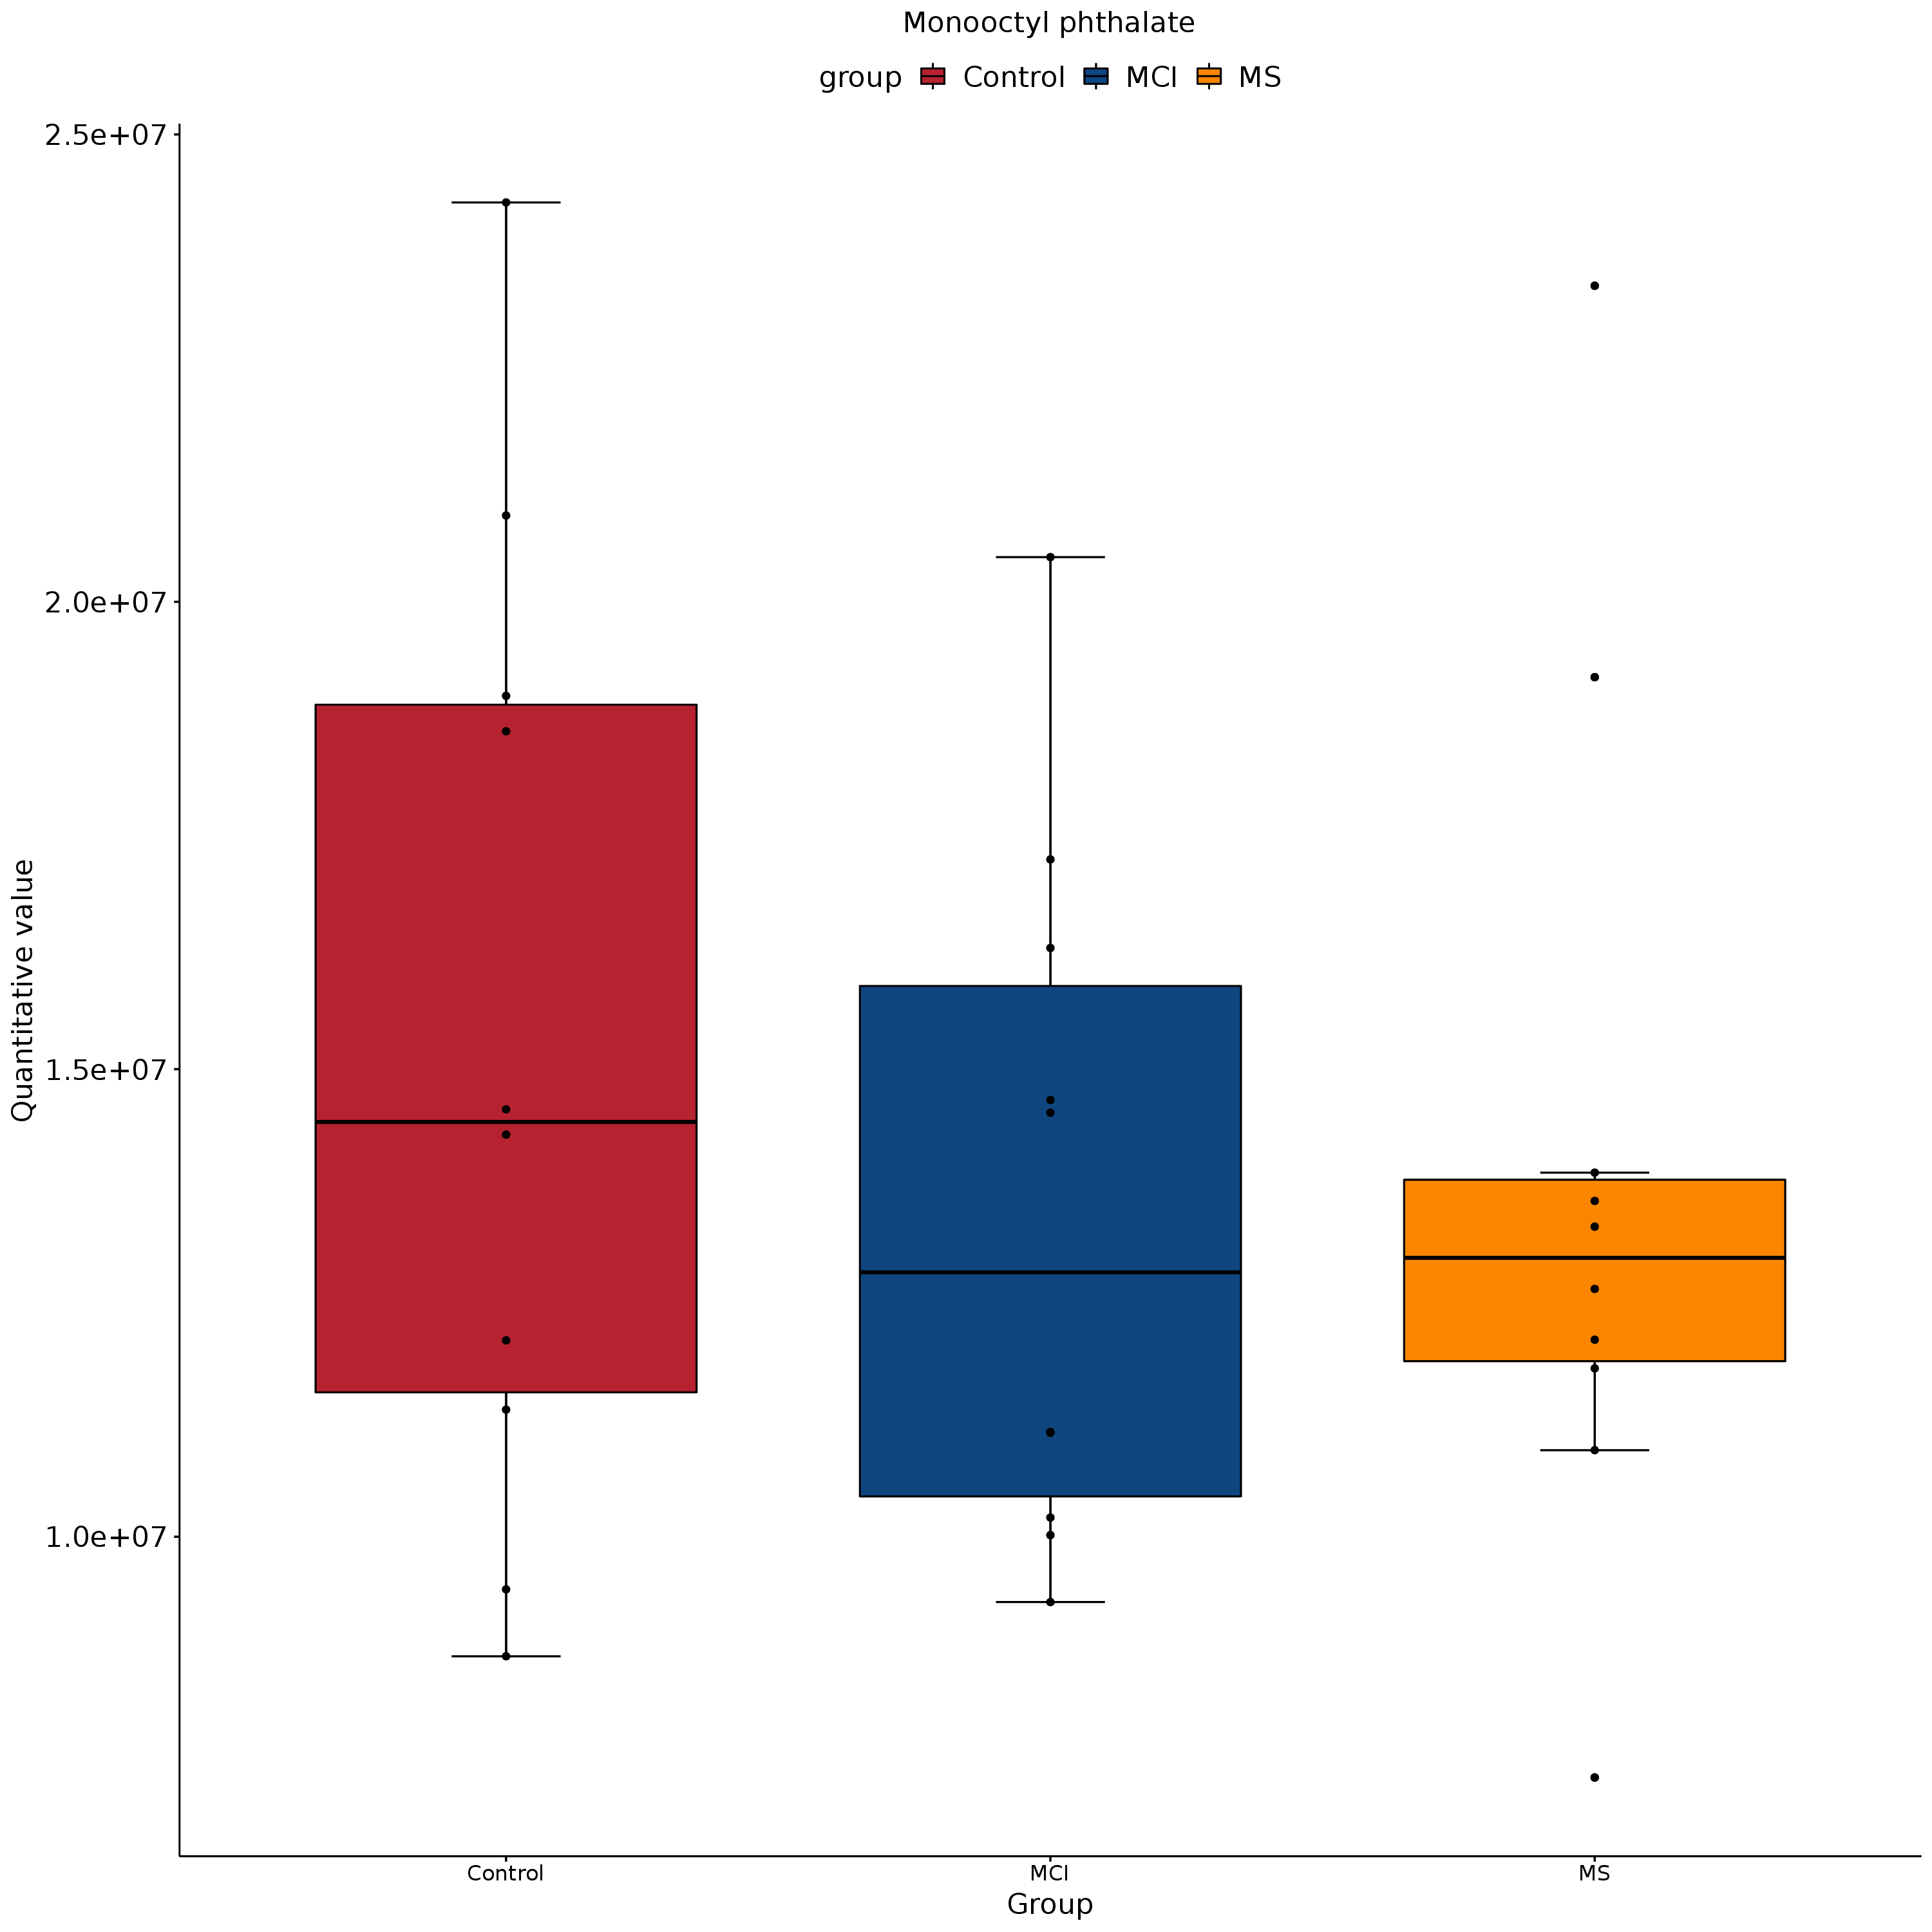 Monooctyl phthalate
group Control MCI MS
Quantitative value
2.5e+07
2.0e+07
1.5e+07
1.0e+07
Control MCI MS
Group